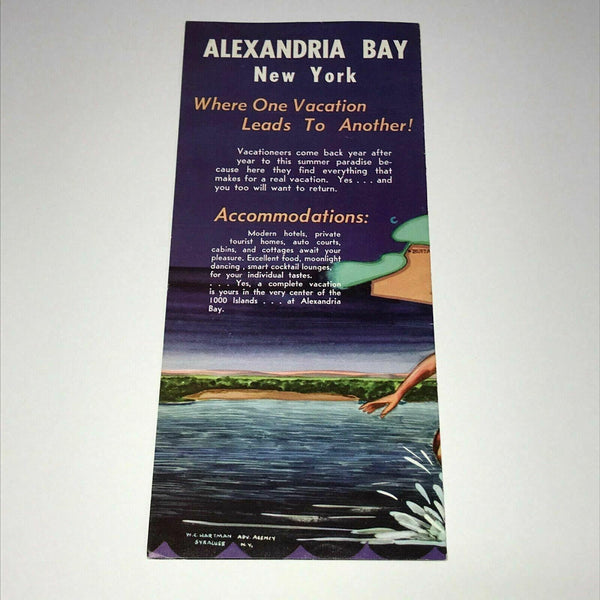 ALEXANDRIA BAY
New York
Where One Vacation
Leads To Another!
Vacationeers come back year after
year to this summer paradise be-
cause here they find everything that
makes for a real vacation. Yes . . . and
you too will want to return.
Accommodations:
Modern hotels, private
tourist homes, auto courts,
cabins, and cottages await your
pleasure. Excellent food, moonlight
dancing , smart cocktail lounges,
for your individual tastes.
. . . Yes, a complete vacation
is yours in the very center of the
1000 Islands . . . at Alexandria
Bay.
W.C. HARTMAN ADV. AGENCY
SYRACUSE N.Y.